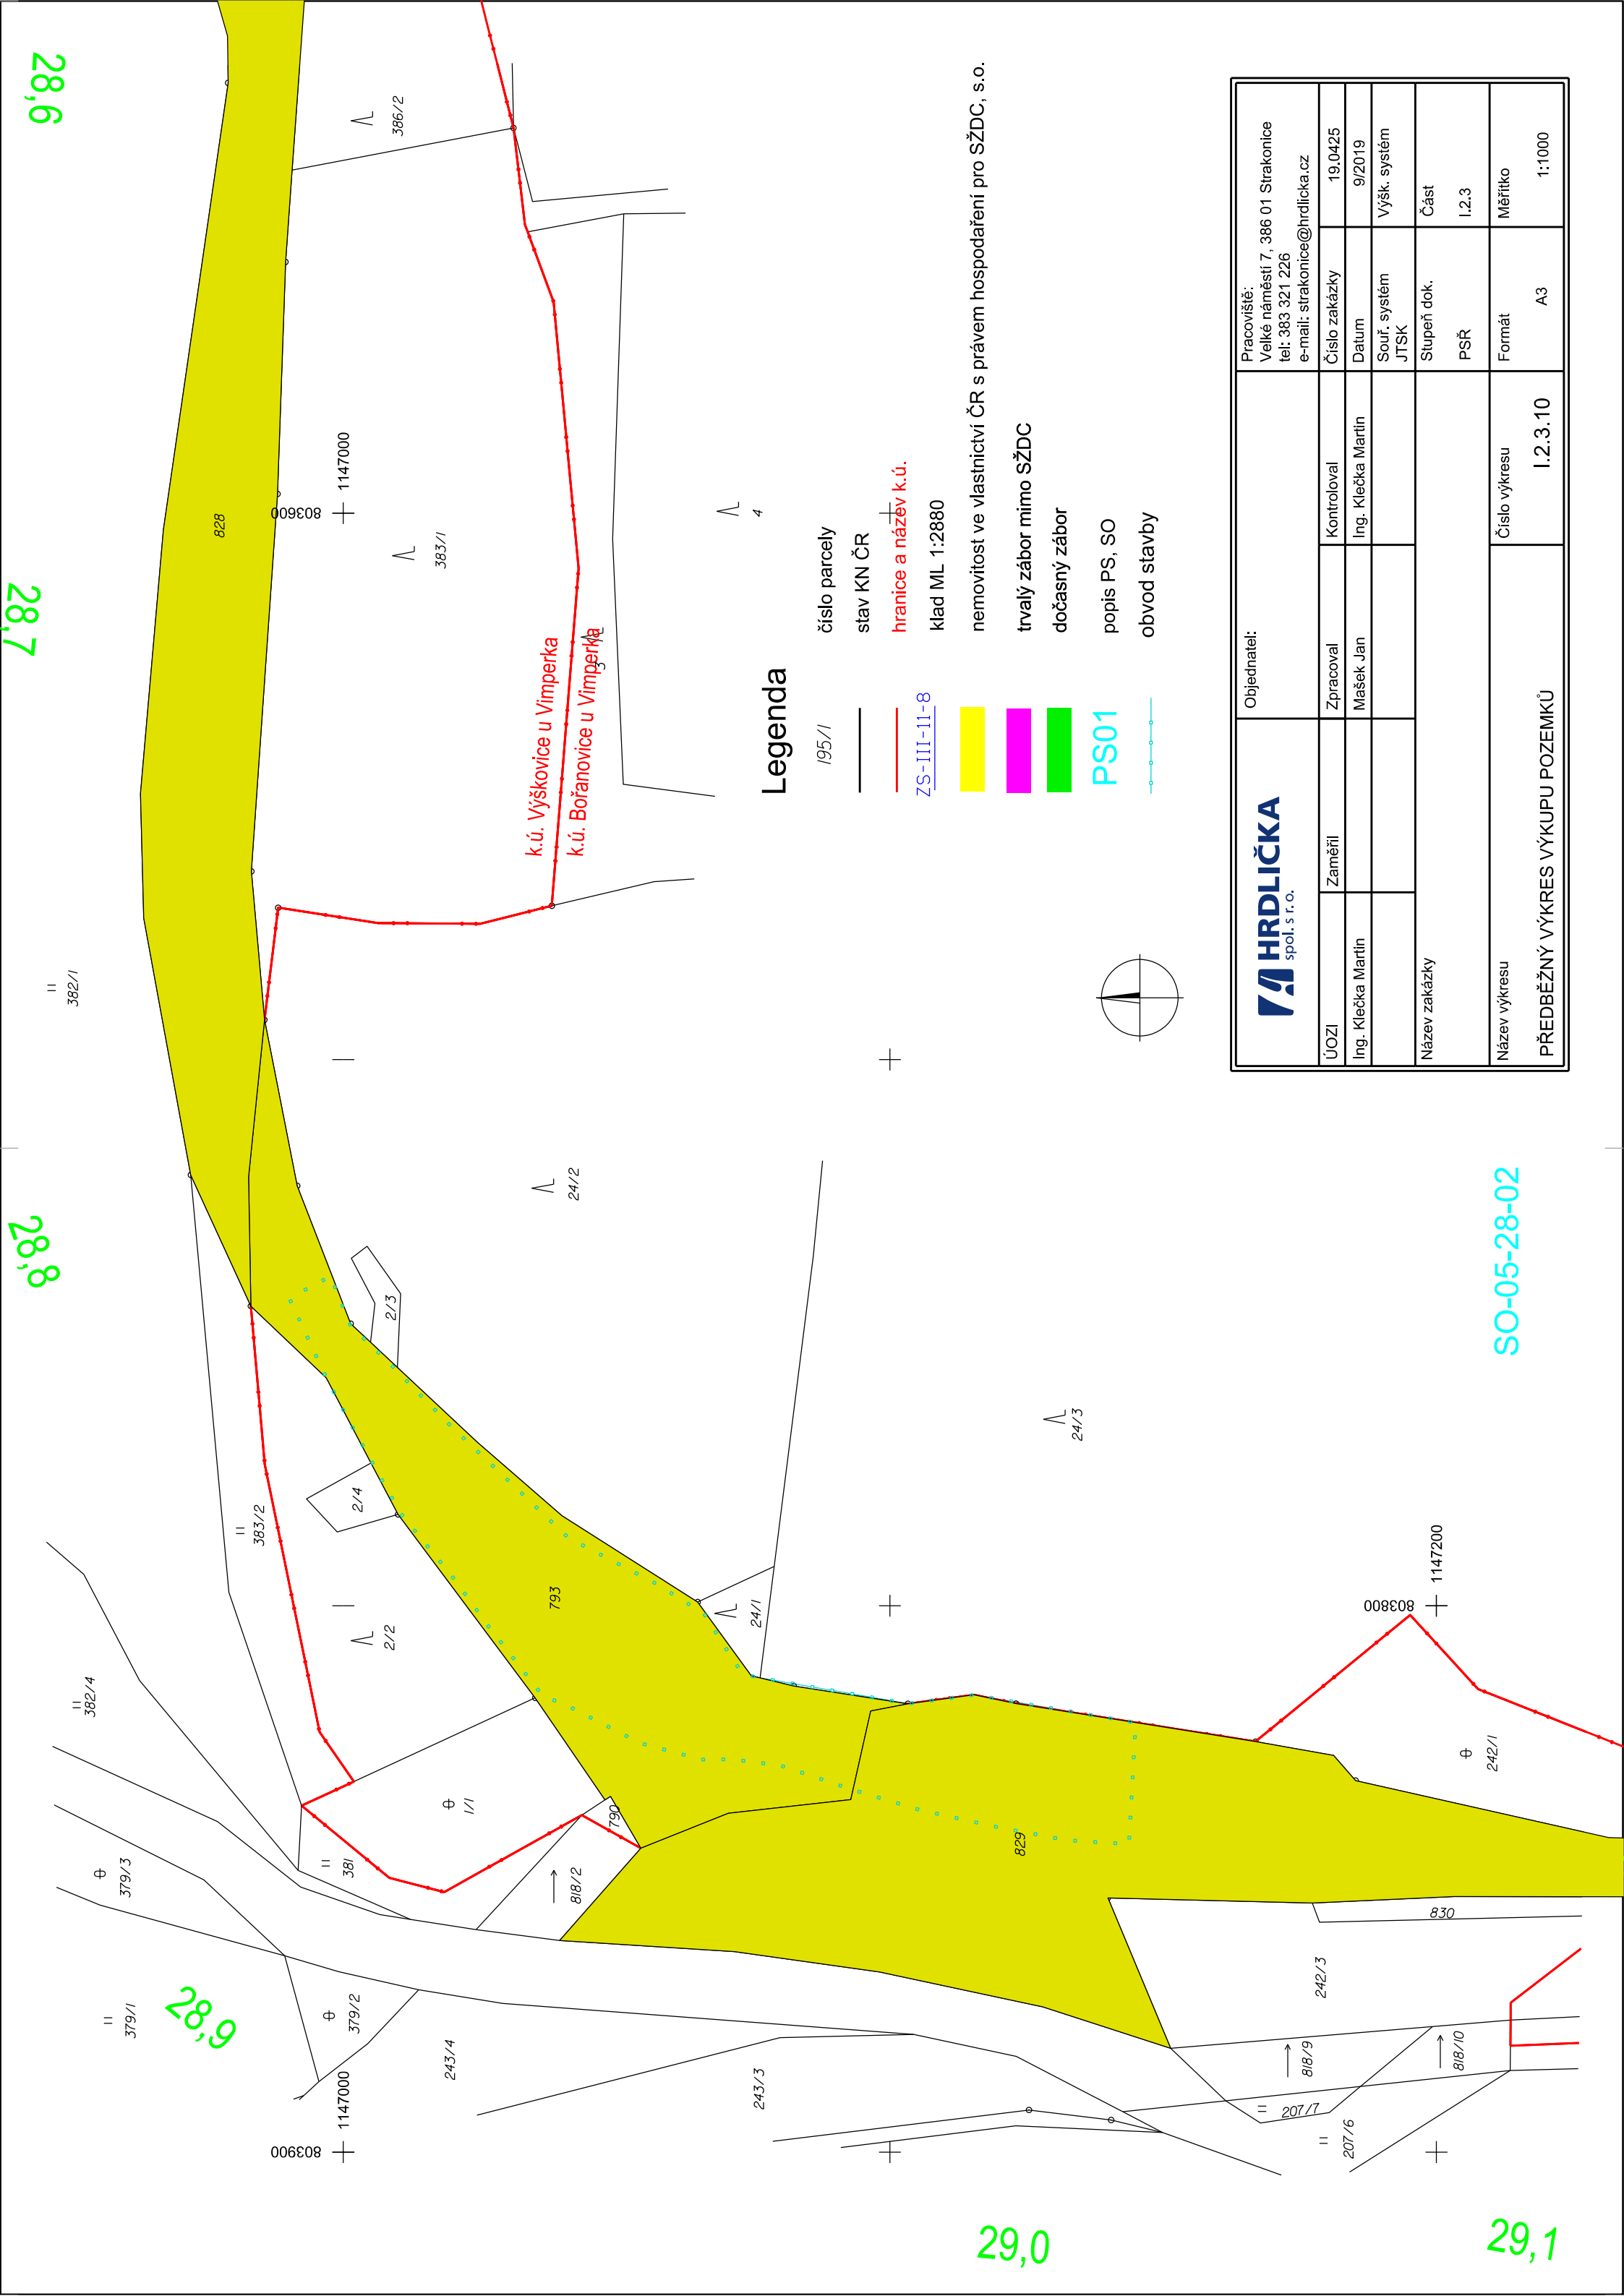 28,6
28,7
28,8
28,9
29,0
29,1
386/2
828
803600
1147000
383/1
4
3
k.ú. Výškovice u Vimperka
k.ú. Bořanovice u Vimperka
382/1
24/2
2/3
24/3
2/4
383/2
793
24/1
2/2
382/4
1/1
790
381
818/2
829
379/3
379/2
379/1
243/4
243/3
803900
1147000
803800
1147200
242/1
830
242/3
818/9
818/10
207/7
207/6
SO-05-28-02
Legenda
195/1 číslo parcely
stav KN ČR
hranice a název k.ú.
ZS-III-11-8 klad ML 1:2880
nemovitost ve vlastnictví ČR s právem hospodaření pro SŽDC, s.o.
trvalý zábor mimo SŽDC
dočasný zábor
PS01 popis PS, SO
obvod stavby
HRDLIČKA
spol. s r. o.
Objednatel:
Pracoviště:
Velké náměstí 7, 386 01 Strakonice
tel: 383 321 226
e-mail: strakonice@hrdlicka.cz
ÚOZI Zaměřil Zpracoval Kontroloval Číslo zakázky 19.0425
Ing. Klečka Martin Mašek Jan Ing. Klečka Martin Datum 9/2019
Souř. systém Výšk. systém
JTSK
Název zakázky Stupeň dok. Část
PSŘ I.2.3
Název výkresu Číslo výkresu Formát Měřítko
PŘEDBĚŽNÝ VÝKRES VÝKUPU POZEMKŮ I.2.3.10 A3 1:1000